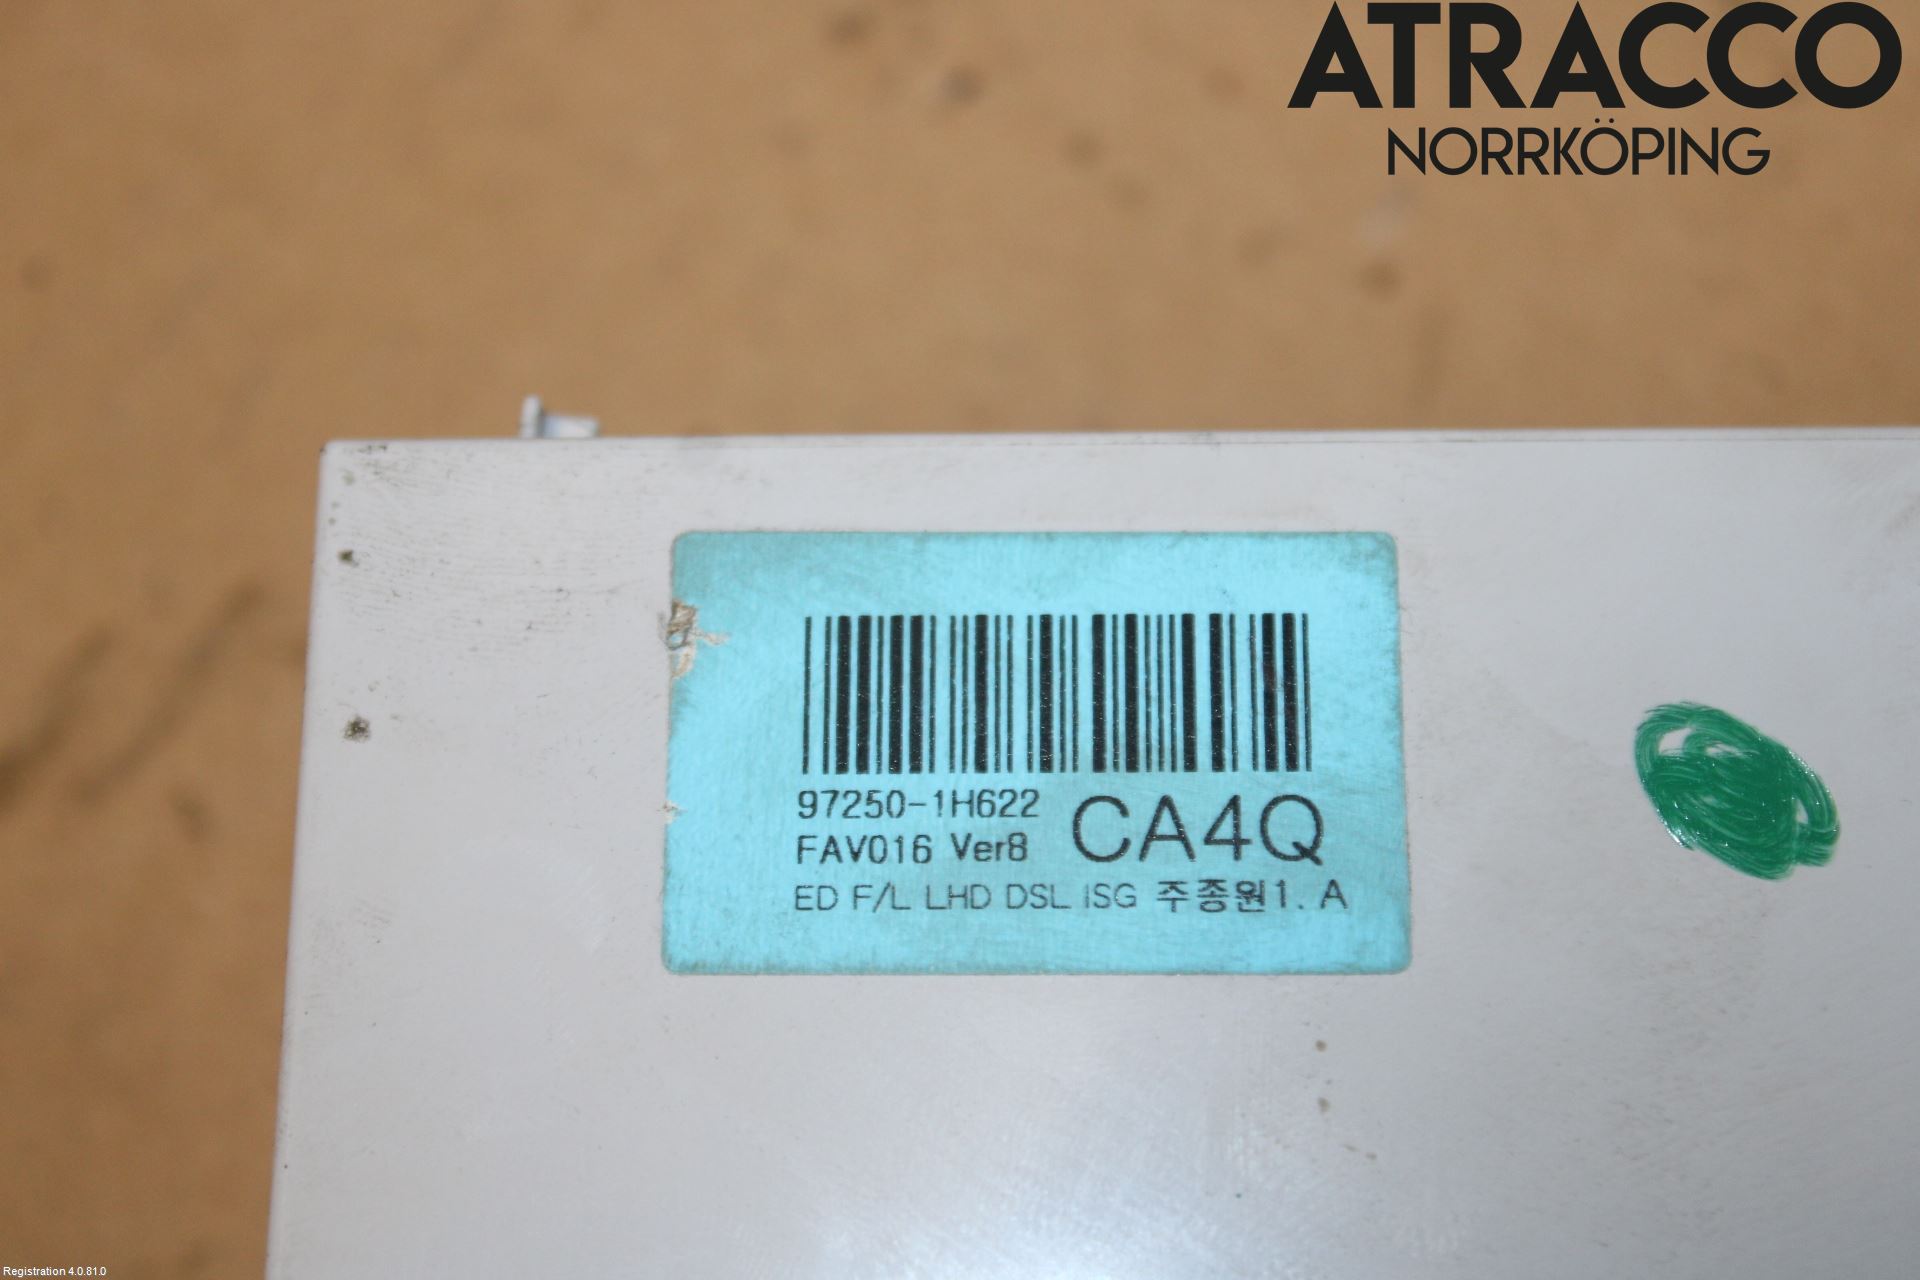 ATRACCO
NORRKÖPING
97250-1H622
FAV016 Ver8
CA4Q
ED F/L LHD DSL ISG 주종원1. A
Registration 4.0.81.0